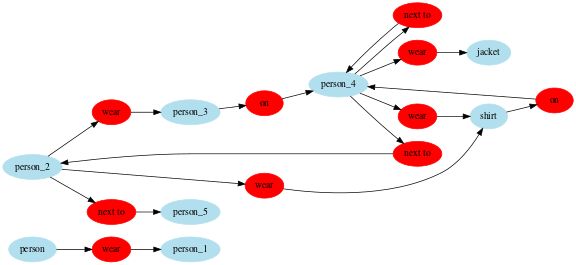 next to
person_4
wear
jacket
wear
person_3
on
wear
shirt
on
next to
person_2
wear
next to
person_5
person
wear
person_1